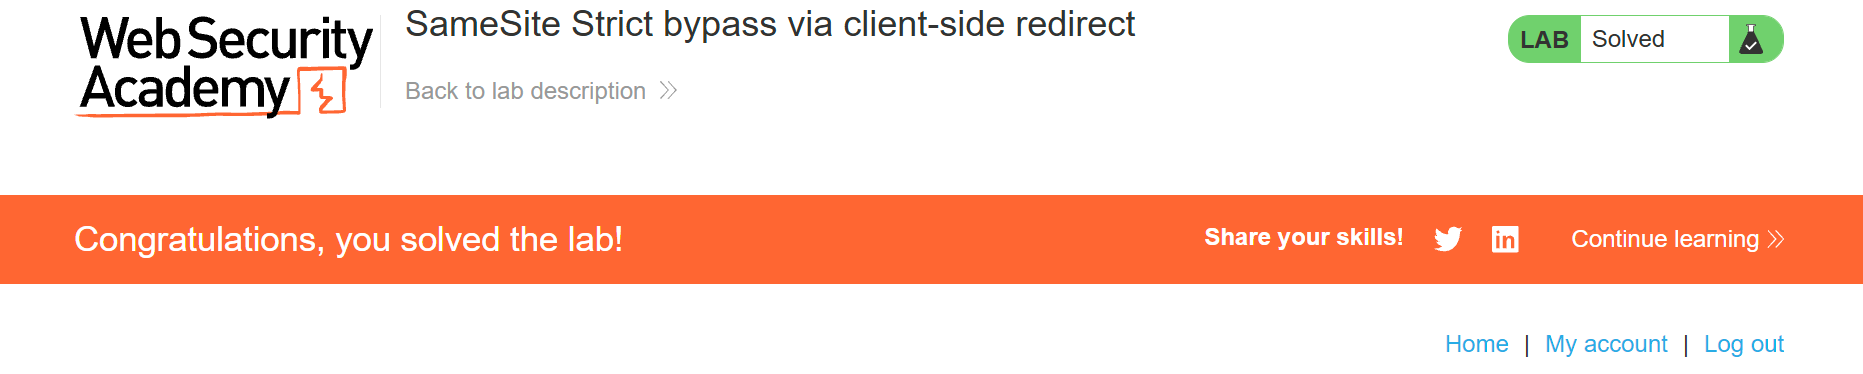 Web Security
Academy
SameSite Strict bypass via client-side redirect
Back to lab description
LAB Solved
Congratulations, you solved the lab!
Share your skills!
Continue learning
Home | My account | Log out